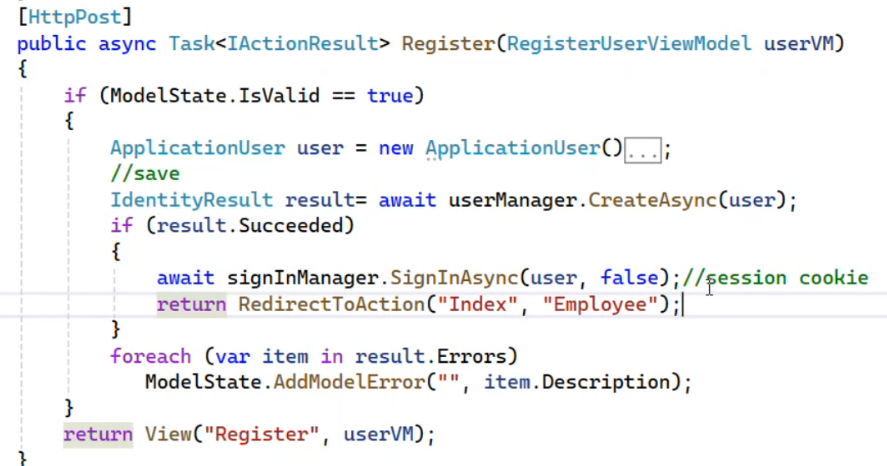 [HttpPost]
public async Task<IActionResult> Register(RegisterUserViewModel userVM)
{
if (ModelState.IsValid == true)
{
ApplicationUser user = new ApplicationUser()...;
//save
IdentityResult result= await userManager.CreateAsync(user);
if (result.Succeeded)
{
await signInManager.SignInAsync(user, false);//session cookie
return RedirectToAction("Index", "Employee");
}
foreach (var item in result.Errors)
ModelState.AddModelError("", item.Description);
}
return View("Register", userVM);
}